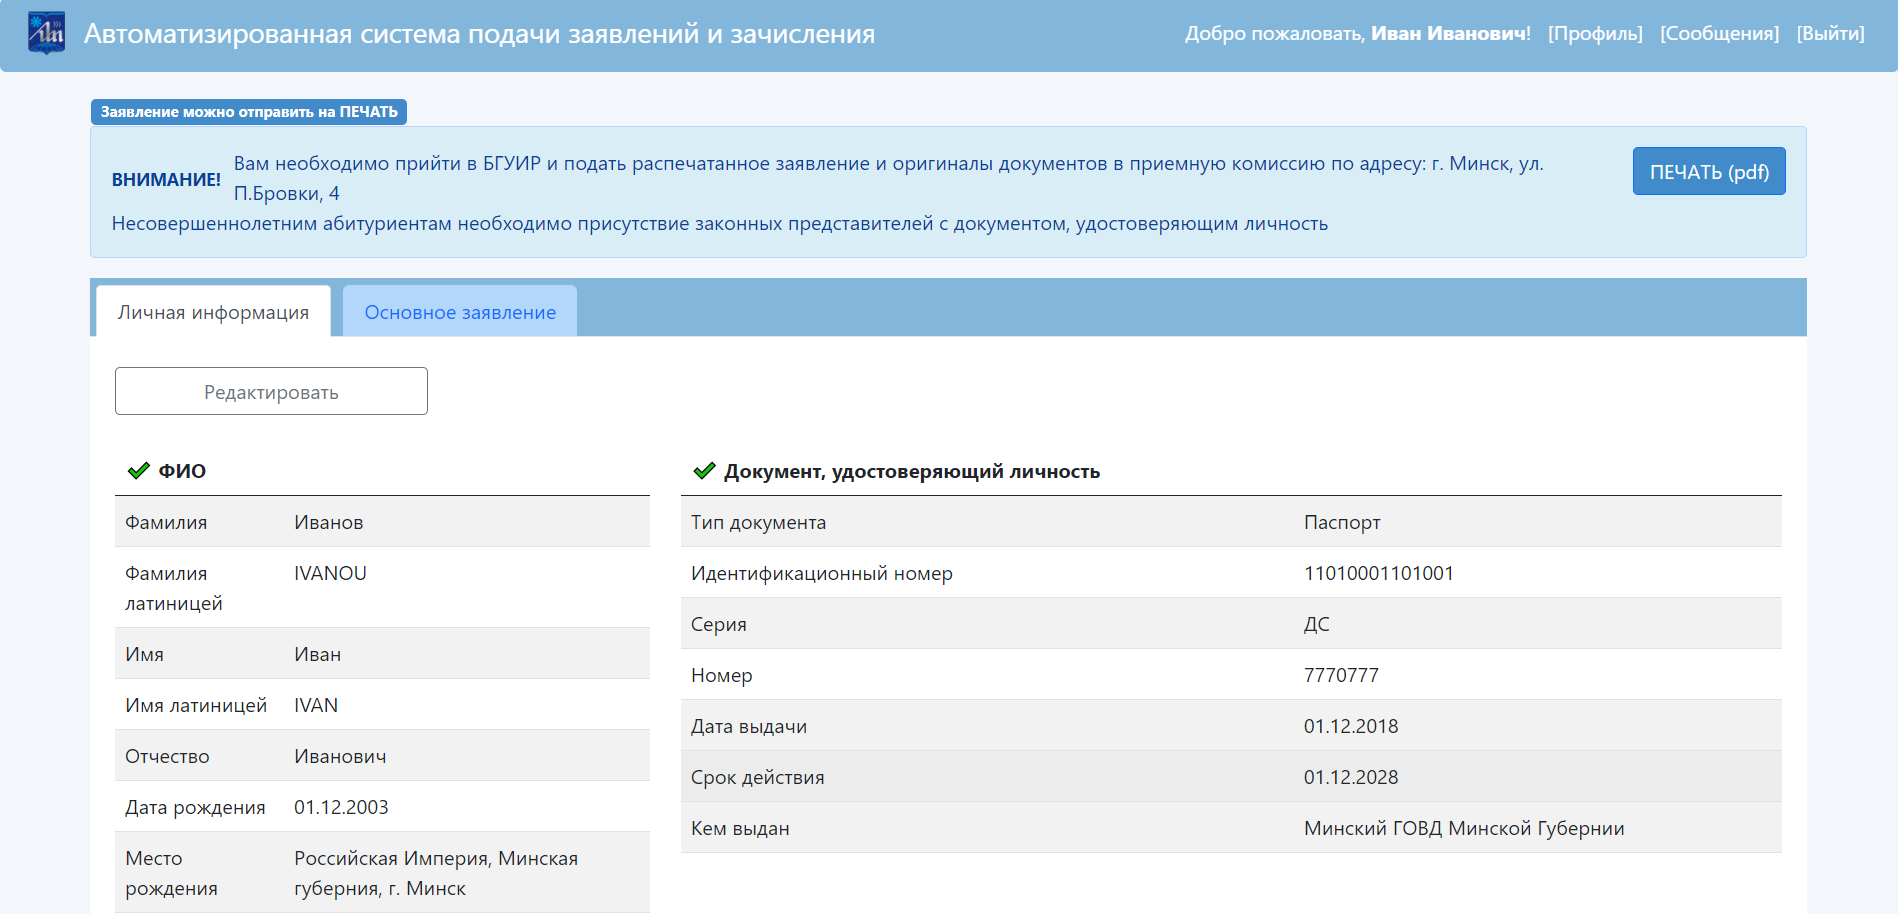 Автоматизированная система подачи заявлений и зачисления
Добро пожаловать, Иван Иванович! [Профиль] [Сообщения] [Выйти]
Заявление можно отправить на ПЕЧАТЬ
ВНИМАНИЕ!
Вам необходимо прийти в БГУИР и подать распечатанное заявление и оригиналы документов в приемную комиссию по адресу: г. Минск, ул.
П.Бровки, 4
Несовершеннолетним абитуриентам необходимо присутствие законных представителей с документом, удостоверяющим личность
ПЕЧАТЬ (pdf)
Личная информация
Основное заявление
Редактировать
ФИО
Фамилия Иванов
Фамилия IVANOU
латиницей
Имя Иван
Имя латиницей IVAN
Отчество Иванович
Дата рождения 01.12.2003
Место Российская Империя, Минская
рождения губерния, г. Минск
Документ, удостоверяющий личность
Тип документа Паспорт
Идентификационный номер 11010001101001
Серия ДС
Номер 7770777
Дата выдачи 01.12.2018
Срок действия 01.12.2028
Кем выдан Минский ГОВД Минской Губернии